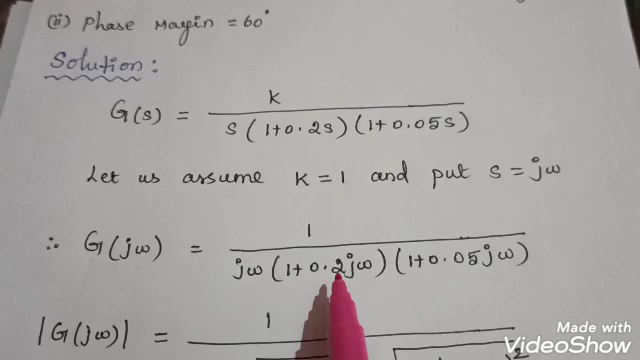 (ii) Phase Margin = 60°
Solution:
G(s) = K / s(1+0.2s)(1+0.05s)
Let us assume K = 1 and put s = jω
∴ G(jω) = 1 / jω(1+0.2jω)(1+0.05jω)
|G(jω)| = 1
Made with
VideoShow